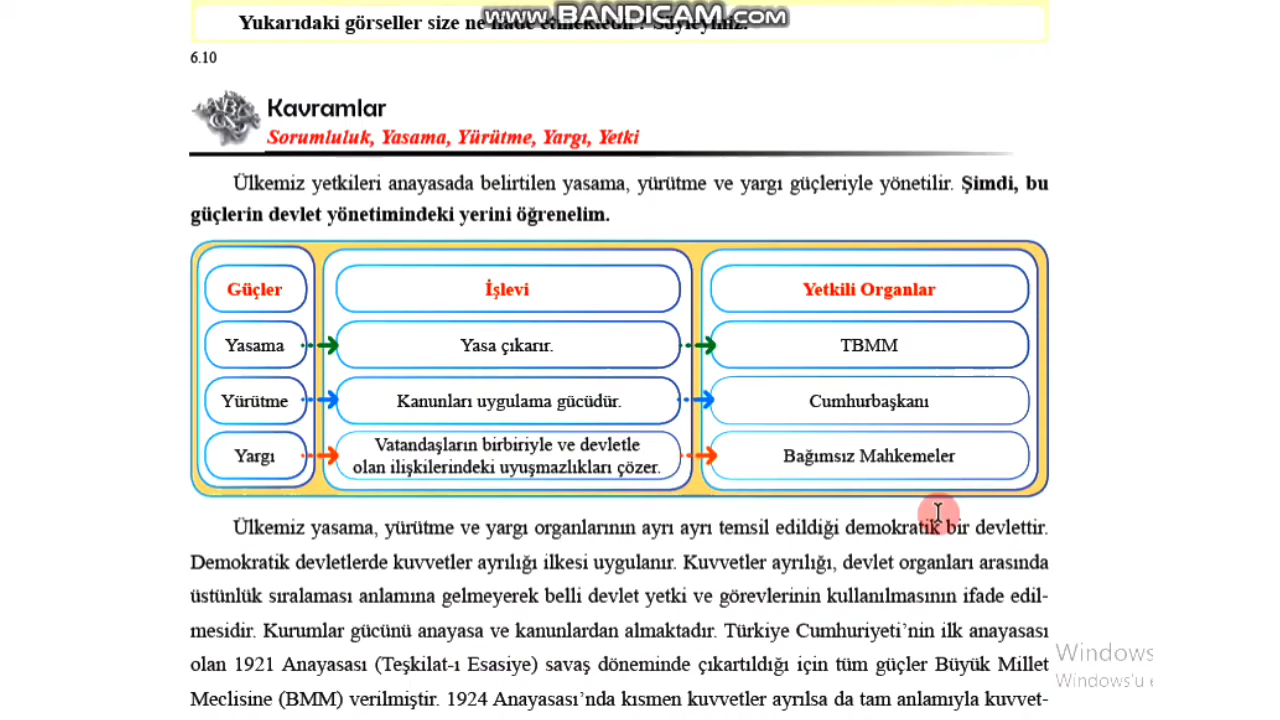 www.BANDICAM.com
Yukarıdaki görseller size ne ifade etmektedir? Söyleyiniz.
6.10
Kavramlar
Sorumluluk, Yasama, Yürütme, Yargı, Yetki
Ülkemiz yetkileri anayasada belirtilen yasama, yürütme ve yargı güçleriyle yönetilir. Şimdi, bu
güçlerin devlet yönetimindeki yerini öğrenelim.
Güçler İşlevi Yetkili Organlar
Yasama Yasa çıkarır. TBMM
Yürütme Kanunları uygulama gücüdür. Cumhurbaşkanı
Yargı Vatandaşların birbiriyle ve devletle
olan ilişkilerindeki uyuşmazlıkları çözer. Bağımsız Mahkemeler
Ülkemiz yasama, yürütme ve yargı organlarının ayrı ayrı temsil edildiği demokratik bir devlettir.
Demokratik devletlerde kuvvetler ayrılığı ilkesi uygulanır. Kuvvetler ayrılığı, devlet organları arasında
üstünlük sıralaması anlamına gelmeyerek belli devlet yetki ve görevlerinin kullanılmasının ifade edil-
mesidir. Kurumlar gücünü anayasa ve kanunlardan almaktadır. Türkiye Cumhuriyeti’nin ilk anayasası
olan 1921 Anayasası (Teşkilat-ı Esasiye) savaş döneminde çıkartıldığı için tüm güçler Büyük Millet
Meclisine (BMM) verilmiştir. 1924 Anayasası’nda kısmen kuvvetler ayrılsa da tam anlamıyla kuvvet-
Windows
Windows'u